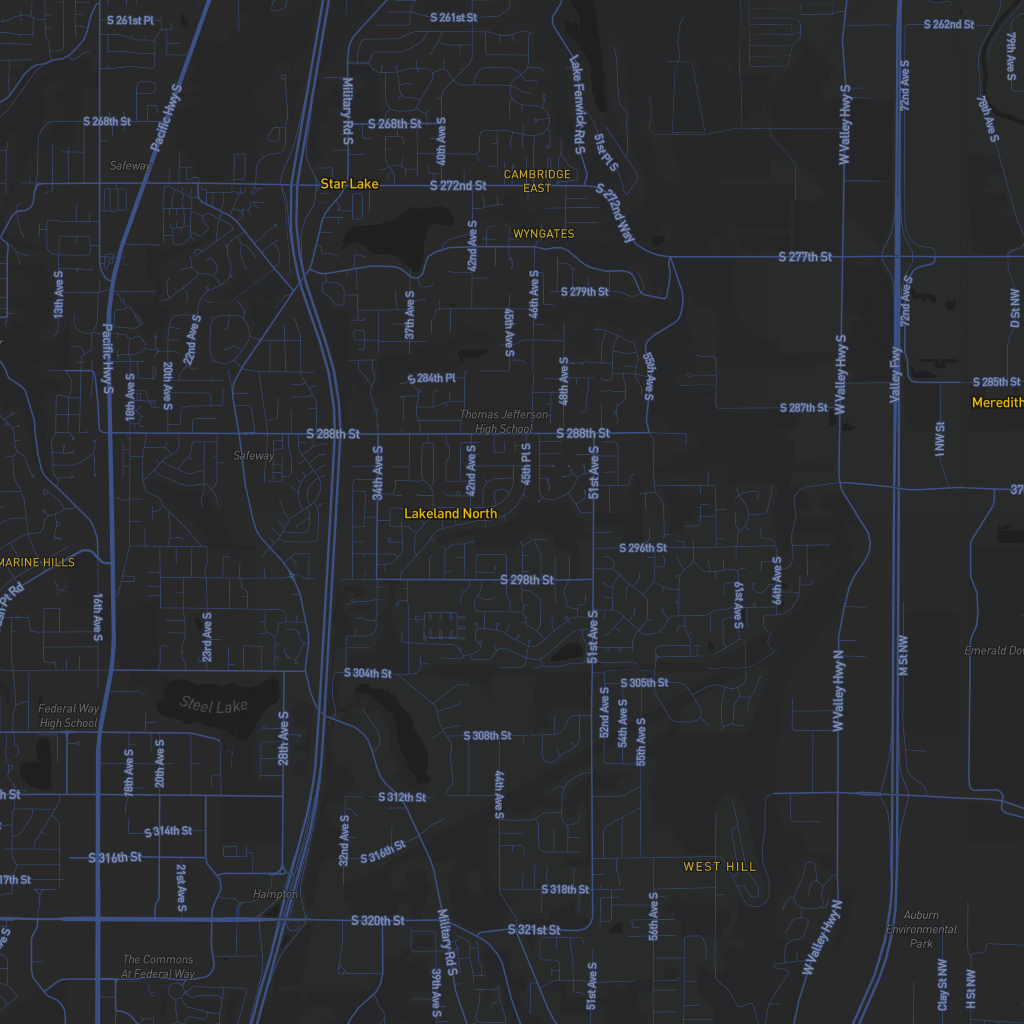 S 261st Pl
S 261st St
S 262nd St
79th Ave S
Pacific Hwy S
Military Rd S
Lake Fenwick Rd S
72nd Ave S
W Valley Hwy S
78th Ave S
S 268th St
S 268th St
40th Ave S
51st Pl S
Safeway
Star Lake
S 272nd St
CAMBRIDGE
EAST
S 272nd Way
WYNGATES
42nd Ave S
S 277th St
13th Ave S
37th Ave S
46th Ave S
S 279th St
72nd Ave S
D St NW
Pacific Hwy S
22nd Ave S
45th Ave S
20th Ave S
18th Ave S
S 284th Pl
48th Ave S
55th Ave S
W Valley Hwy S
Valley Fwy
S 285th St
Meredith
S 287th St
Thomas Jefferson
High School
S 288th St
S 288th St
I NW St
Safeway
34th Ave S
42nd Ave S
45th Pl S
51st Ave S
37
Lakeland North
S 296th St
MARINE HILLS
S 298th St
64th Ave S
61st Ave S
16th Ave S
23rd Ave S
51st Ave S
W Valley Hwy N
M St NW
S 304th St
S 305th St
Steel Lake
Federal Way
High School
52nd Ave S
54th Ave S
55th Ave S
28th Ave S
S 308th St
18th Ave S
20th Ave S
44th Ave S
h St
S 312th St
S 314th St
32nd Ave S
S 316th St
S 316th St
WEST HILL
17th St
21st Ave S
Hampton
S 318th St
56th Ave S
S 320th St
S 321st St
Military Rd S
W Valley Hwy N
Auburn
Environmental
Park
The Commons
At Federal Way
39th Ave S
51st Ave S
Clay St NW
H St NW